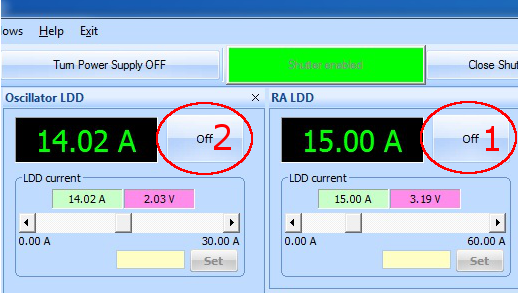 ows Help Exit
Turn Power Supply OFF Shutter enabled Close Shut
Oscillator LDD × RA LDD
14.02 A Off 2 15.00 A Off 1
LDD current LDD current
14.02 A 2.03 V 15.00 A 3.19 V
0.00 A 30.00 A 0.00 A 60.00 A
Set Set